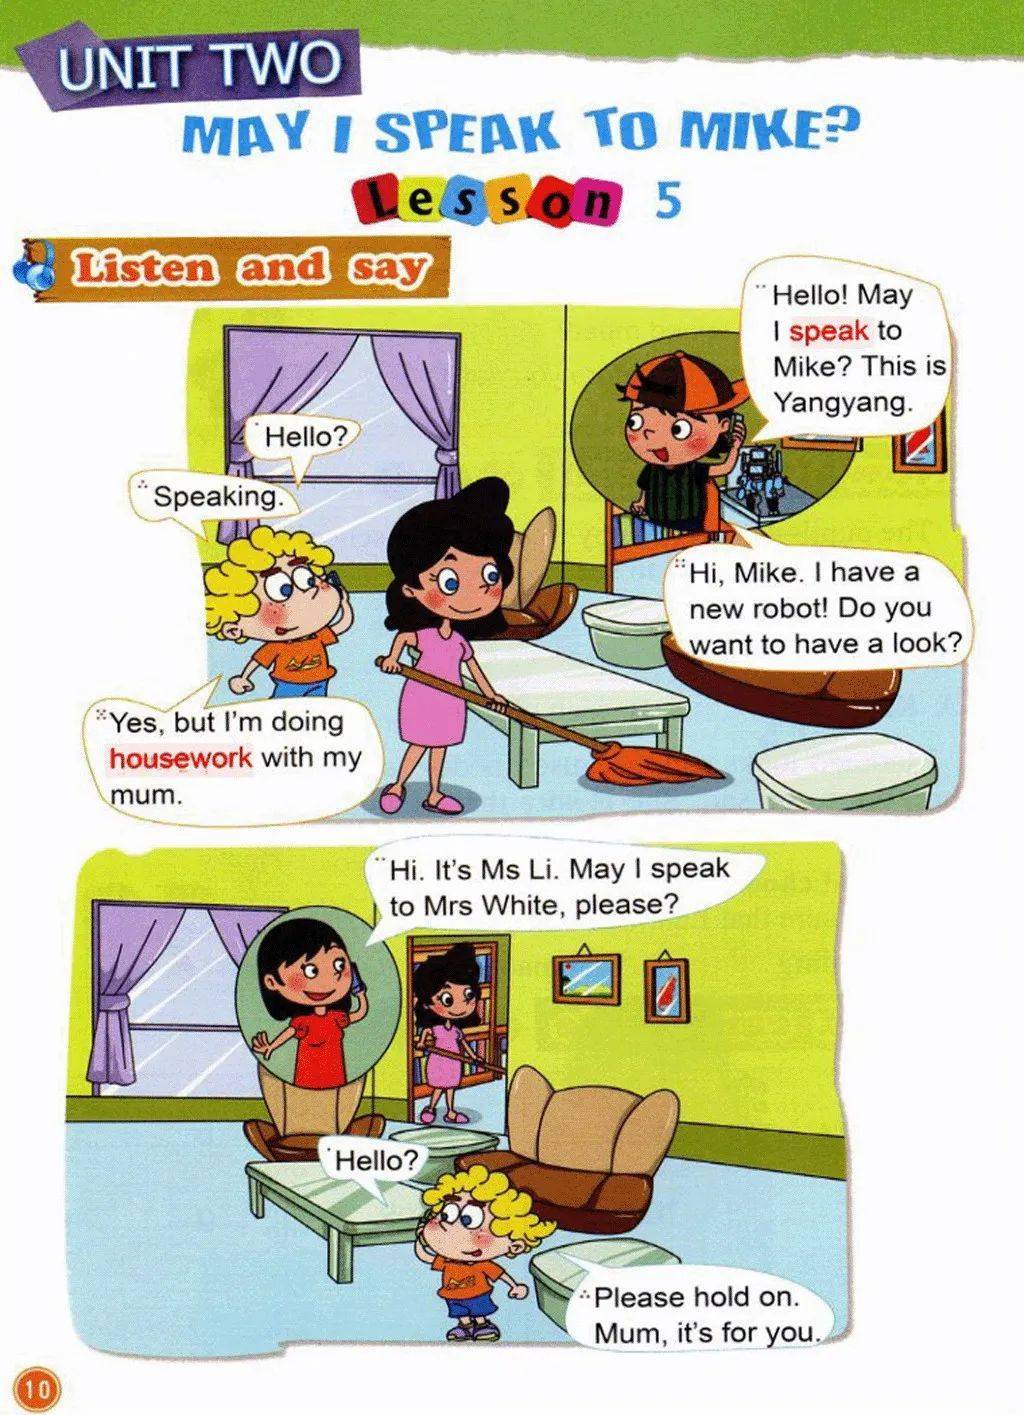 UNIT TWO
MAY I SPEAK TO MIKE?
Lesson 5
Listen and say
Hello?
Hello! May
I speak to
Mike? This is
Yangyang.
Speaking.
Hi, Mike. I have a
new robot! Do you
want to have a look?
Yes, but I'm doing
housework with my
mum.
Hello?
Hi. It's Ms Li. May I speak
to Mrs White, please?
Please hold on.
Mum, it's for you.
10